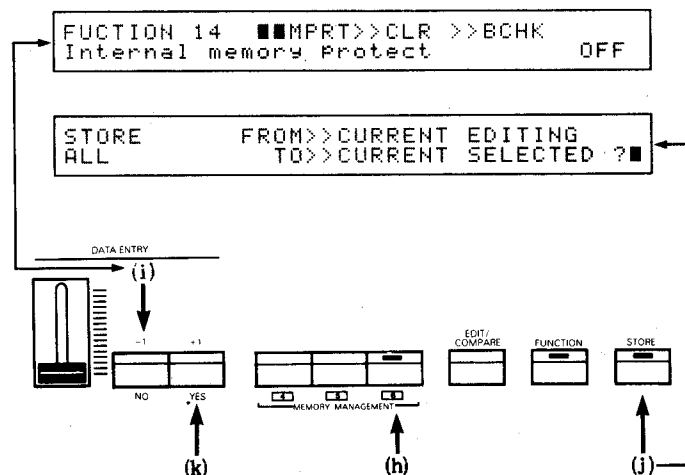 FUCTION 14 ■■MPRT>>CLR >>BCHK
Internal memory Protect OFF
STORE FROM>>CURRENT EDITING
ALL TO>>CURRENT SELECTED ?■
DATA ENTRY
(i)
-1 +1
EDIT/
COMPARE
FUNCTION
STORE
NO YES
4 5 6
MEMORY MANAGEMENT
(k) (h) (j)